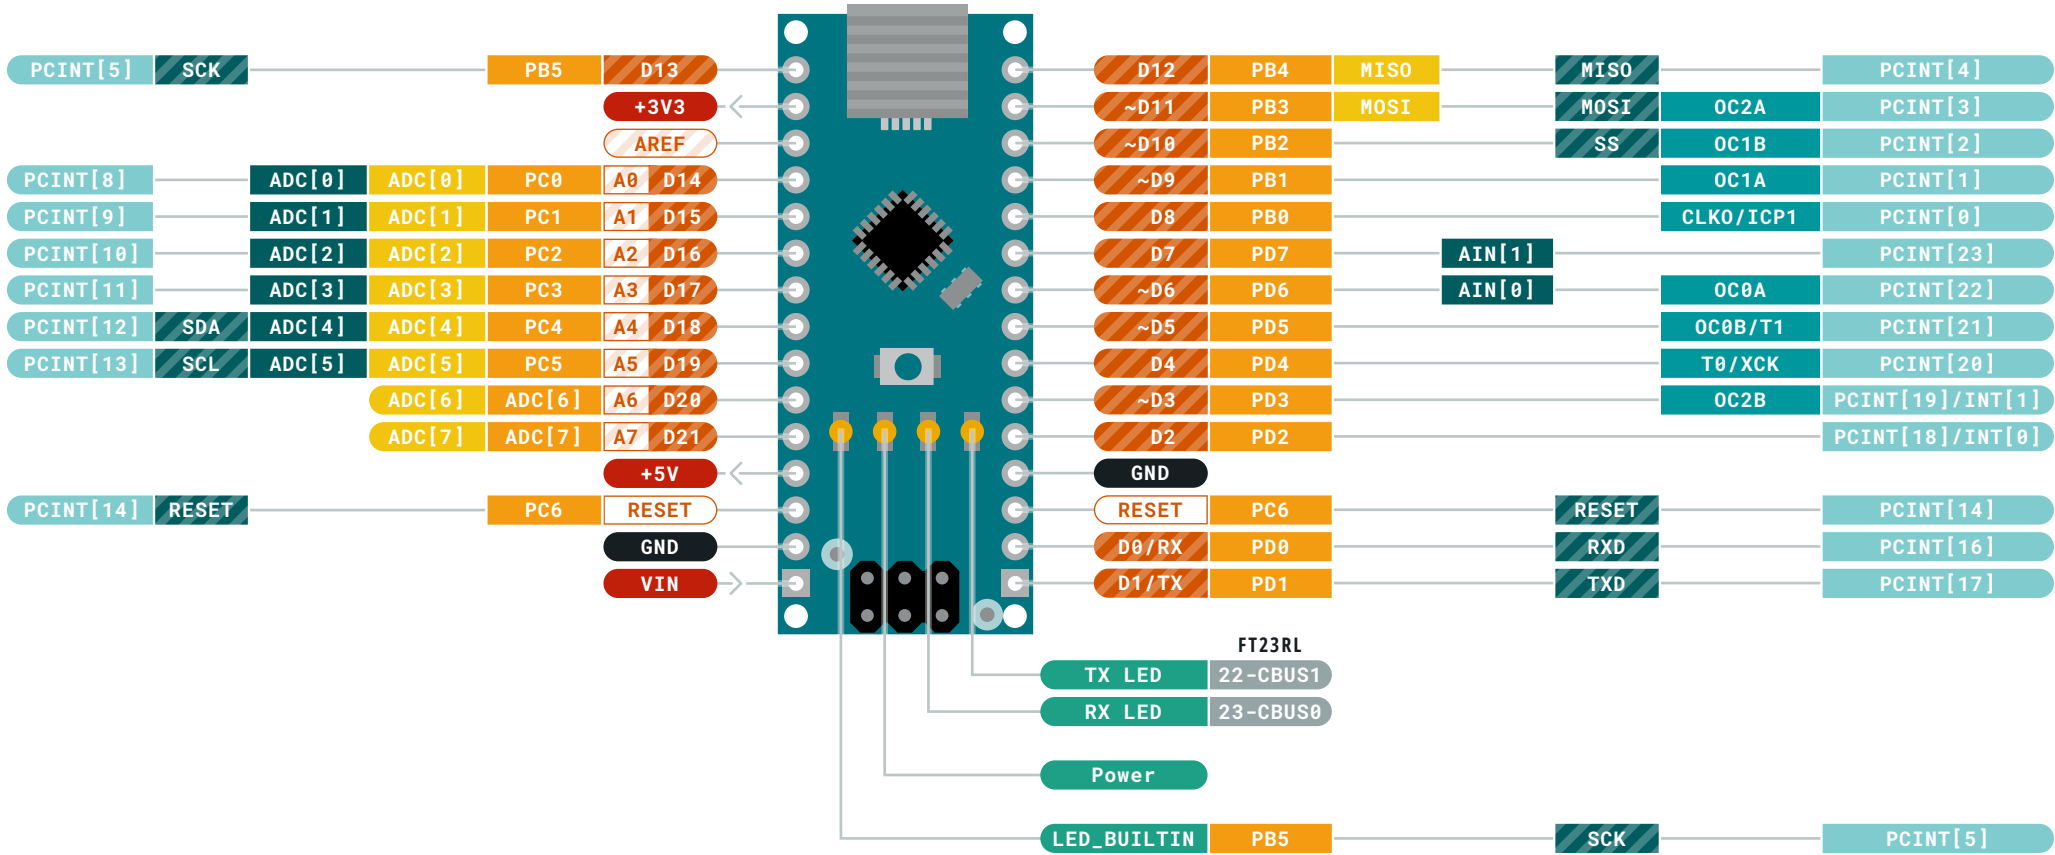 PCINT[5] SCK PB5 D13
+3V3
AREF
PCINT[8] ADC[0] ADC[0] PC0 A0 D14
PCINT[9] ADC[1] ADC[1] PC1 A1 D15
PCINT[10] ADC[2] ADC[2] PC2 A2 D16
PCINT[11] ADC[3] ADC[3] PC3 A3 D17
PCINT[12] SDA ADC[4] ADC[4] PC4 A4 D18
PCINT[13] SCL ADC[5] ADC[5] PC5 A5 D19
ADC[6] ADC[6] A6 D20
ADC[7] ADC[7] A7 D21
+5V
PCINT[14] RESET PC6 RESET
GND
VIN
D12 PB4 MISO MISO PCINT[4]
~D11 PB3 MOSI MOSI OC2A PCINT[3]
~D10 PB2 SS OC1B PCINT[2]
~D9 PB1 OC1A PCINT[1]
D8 PB0 CLKO/ICP1 PCINT[0]
D7 PD7 AIN[1] PCINT[23]
~D6 PD6 AIN[0] OC0A PCINT[22]
~D5 PD5 OC0B/T1 PCINT[21]
D4 PD4 T0/XCK PCINT[20]
~D3 PD3 OC2B PCINT[19]/INT[1]
D2 PD2 PCINT[18]/INT[0]
GND
RESET PC6 RESET PCINT[14]
D0/RX PD0 RXD PCINT[16]
D1/TX PD1 TXD PCINT[17]
FT23RL
TX LED 22-CBUS1
RX LED 23-CBUS0
Power
LED_BUILTIN PB5 SCK PCINT[5]